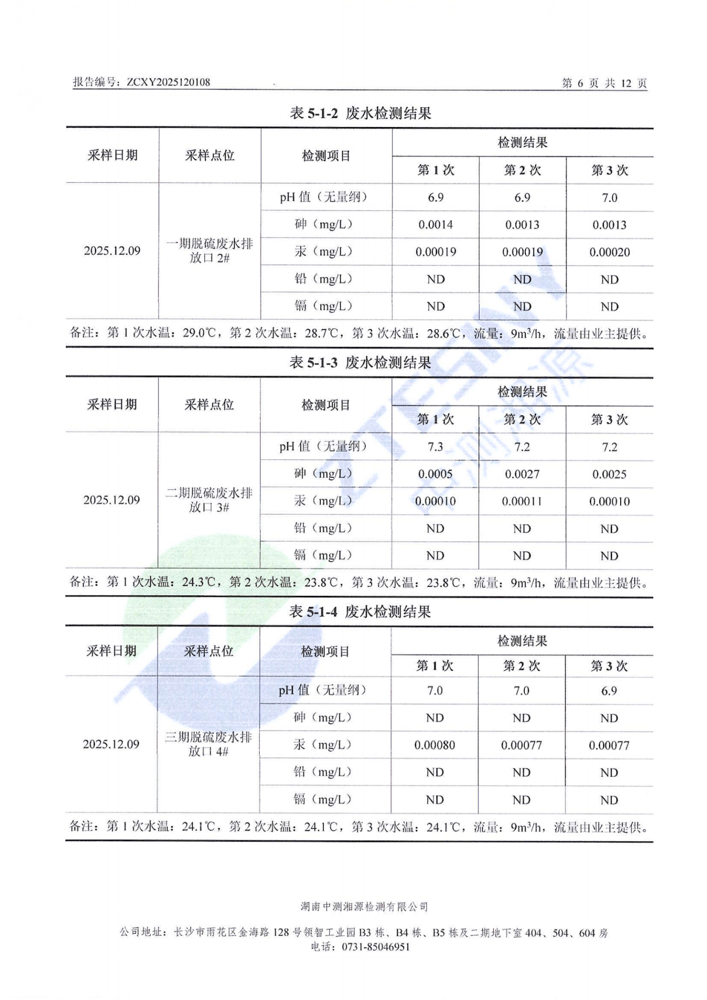 报告编号：ZCXY2025120108 第 6 页 共 12 页
表 5-1-2 废水检测结果
采样日期 采样点位 检测项目 检测结果
第 1 次 第 2 次 第 3 次
2025.12.09 一期脱硫废水排放口 2#
pH 值（无量纲） 6.9 6.9 7.0
砷（mg/L） 0.0014 0.0013 0.0013
汞（mg/L） 0.00019 0.00019 0.00020
铅（mg/L） ND ND ND
镉（mg/L） ND ND ND
备注：第 1 次水温：29.0℃，第 2 次水温：28.7℃，第 3 次水温：28.6℃，流量：9m³/h，流量由业主提供。
表 5-1-3 废水检测结果
采样日期 采样点位 检测项目 检测结果
第 1 次 第 2 次 第 3 次
2025.12.09 二期脱硫废水排放口 3#
pH 值（无量纲） 7.3 7.2 7.2
砷（mg/L） 0.0005 0.0027 0.0025
汞（mg/L） 0.00010 0.00011 0.00010
铅（mg/L） ND ND ND
镉（mg/L） ND ND ND
备注：第 1 次水温：24.3℃，第 2 次水温：23.8℃，第 3 次水温：23.8℃，流量：9m³/h，流量由业主提供。
表 5-1-4 废水检测结果
采样日期 采样点位 检测项目 检测结果
第 1 次 第 2 次 第 3 次
2025.12.09 三期脱硫废水排放口 4#
pH 值（无量纲） 7.0 7.0 6.9
砷（mg/L） ND ND ND
汞（mg/L） 0.00080 0.00077 0.00077
铅（mg/L） ND ND ND
镉（mg/L） ND ND ND
备注：第 1 次水温：24.1℃，第 2 次水温：24.1℃，第 3 次水温：24.1℃，流量：9m³/h，流量由业主提供。
ZTESINY
中测湘源
湖南中测湘源检测有限公司
公司地址：长沙市雨花区金海路 128 号领智工业园 B3 栋、B4 栋、B5 栋及二期地下室 404、504、604 房
电话：0731-85046951